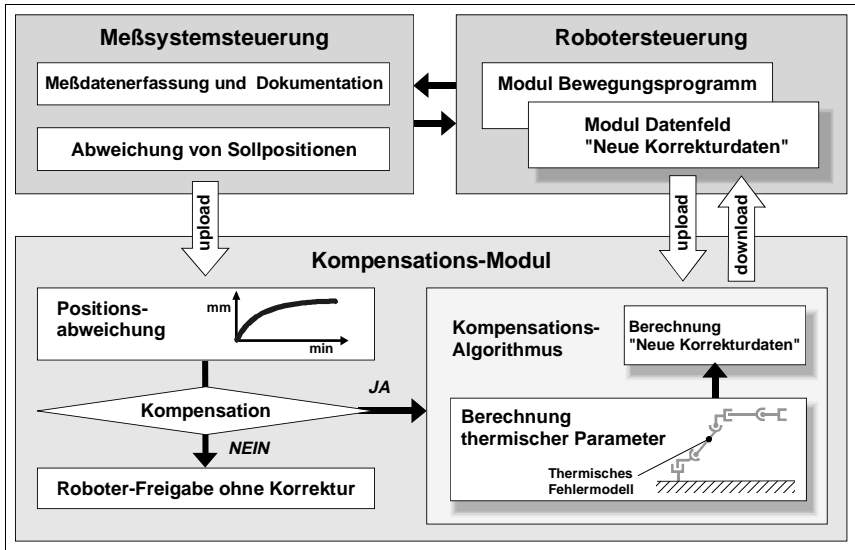 Meßsystemsteuerung
Meßdatenerfassung und Dokumentation
Abweichung von Sollpositionen
Robotersteuerung
Modul Bewegungsprogramm
Modul Datenfeld
"Neue Korrekturdaten"
upload
upload
download
Kompensations-Modul
Positions-
abweichung
mm
min
Kompensation
JA
NEIN
Roboter-Freigabe ohne Korrektur
Kompensations-
Algorithmus
Berechnung
"Neue Korrekturdaten"
Berechnung
thermischer Parameter
Thermisches
Fehlermodell